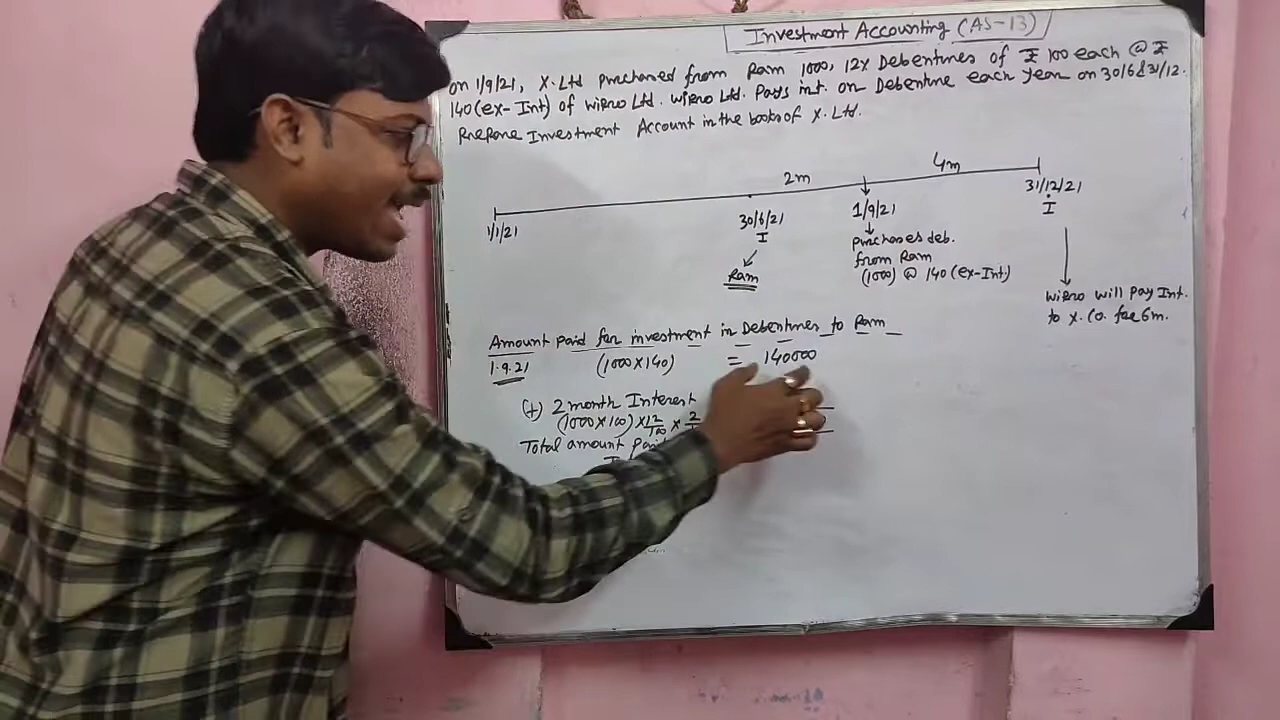 Investment Accounting (AS-13)
on 1/9/21, X.Ltd purchased from Ram 1000, 12% Debentures of ₹ 100 each @ ₹
140 (ex-Int) of Wipro Ltd. Wipro Ltd. Pays int. on Debenture each year on 30/6 & 31/12.
Prepare Investment Account in the books of X.Ltd.
2m
4m
1/1/21
30/6/21
1/9/21
31/12/21
I
I
Ram
purchases deb.
from Ram
(1000) @ 140 (ex-Int)
Wipro will pay Int.
to X.Co. for 6m.
Amount paid for investment in Debentures to Ram
1.9.21 (1000×140) = 140000
(+) 2 month Interest
(1000×100) × 12/100 × 2/
Total amount paid